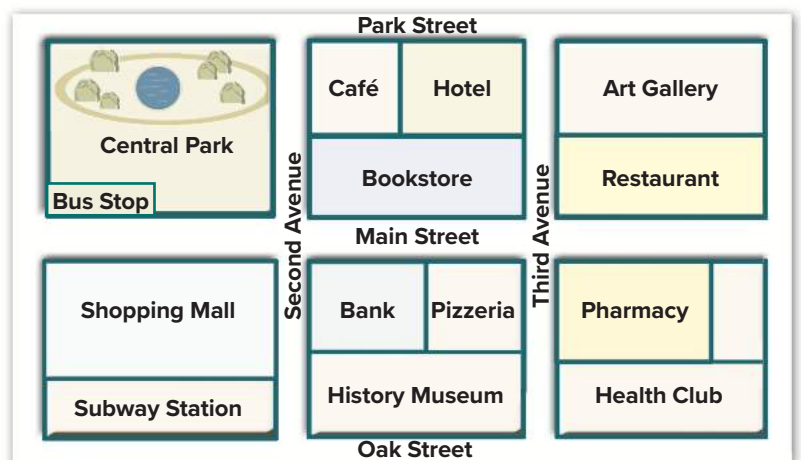 Park Street
Café
Hotel
Art Gallery
Central Park
Bookstore
Restaurant
Bus Stop
Second Avenue
Main Street
Third Avenue
Shopping Mall
Bank
Pizzeria
Pharmacy
Subway Station
History Museum
Health Club
Oak Street